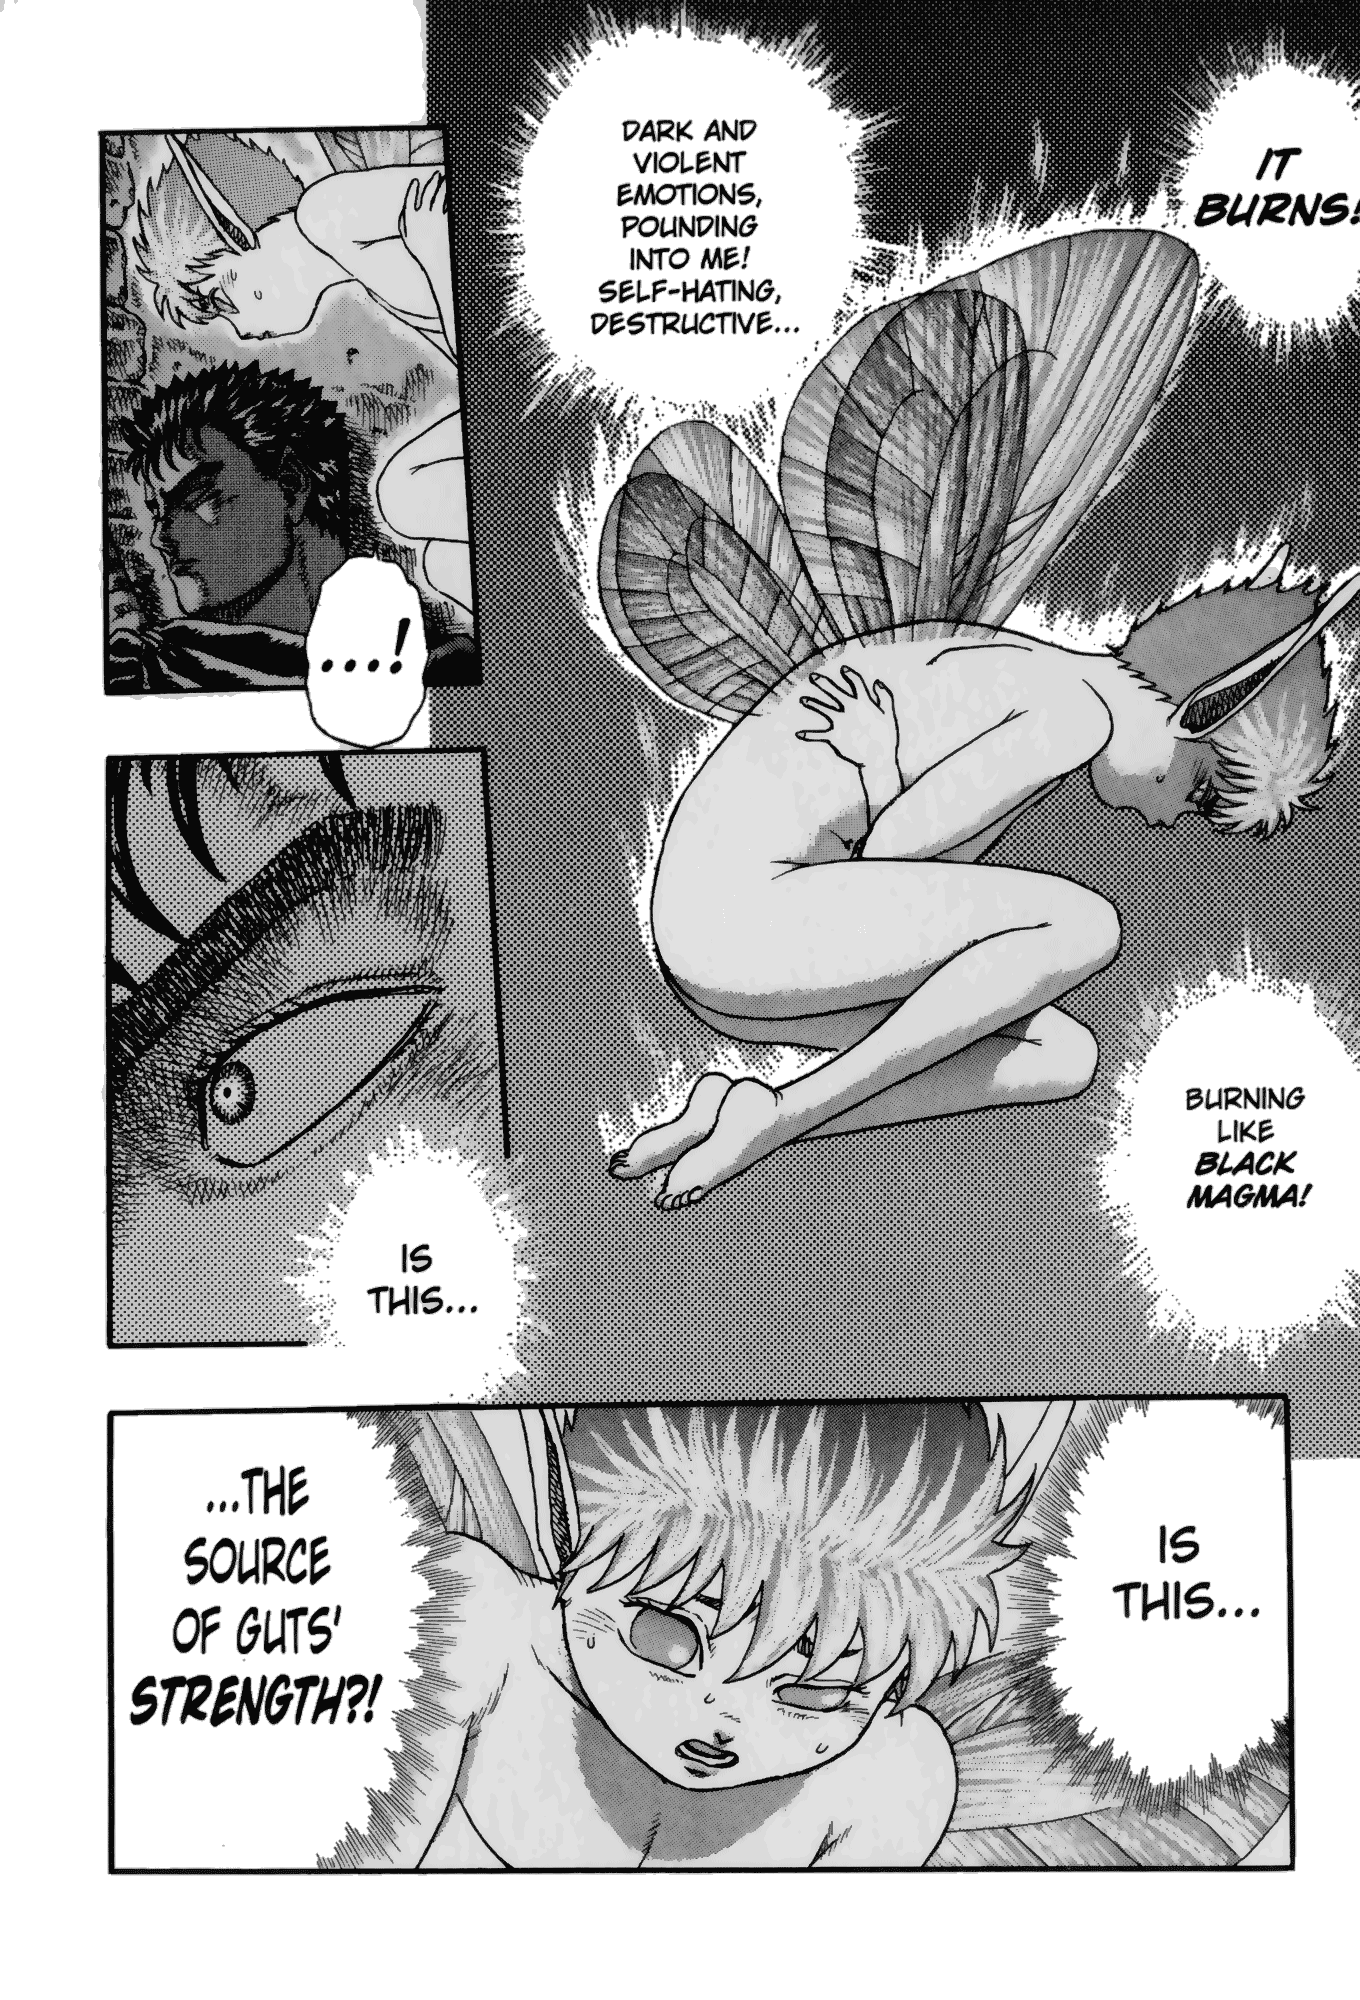 IT
BURNS!
DARK AND
VIOLENT
EMOTIONS,
POUNDING
INTO ME!
SELF-HATING,
DESTRUCTIVE...
BURNING
LIKE
BLACK
MAGMA!
...!
IS
THIS...
IS
THIS...
...THE
SOURCE
OF GUTS'
STRENGTH?!